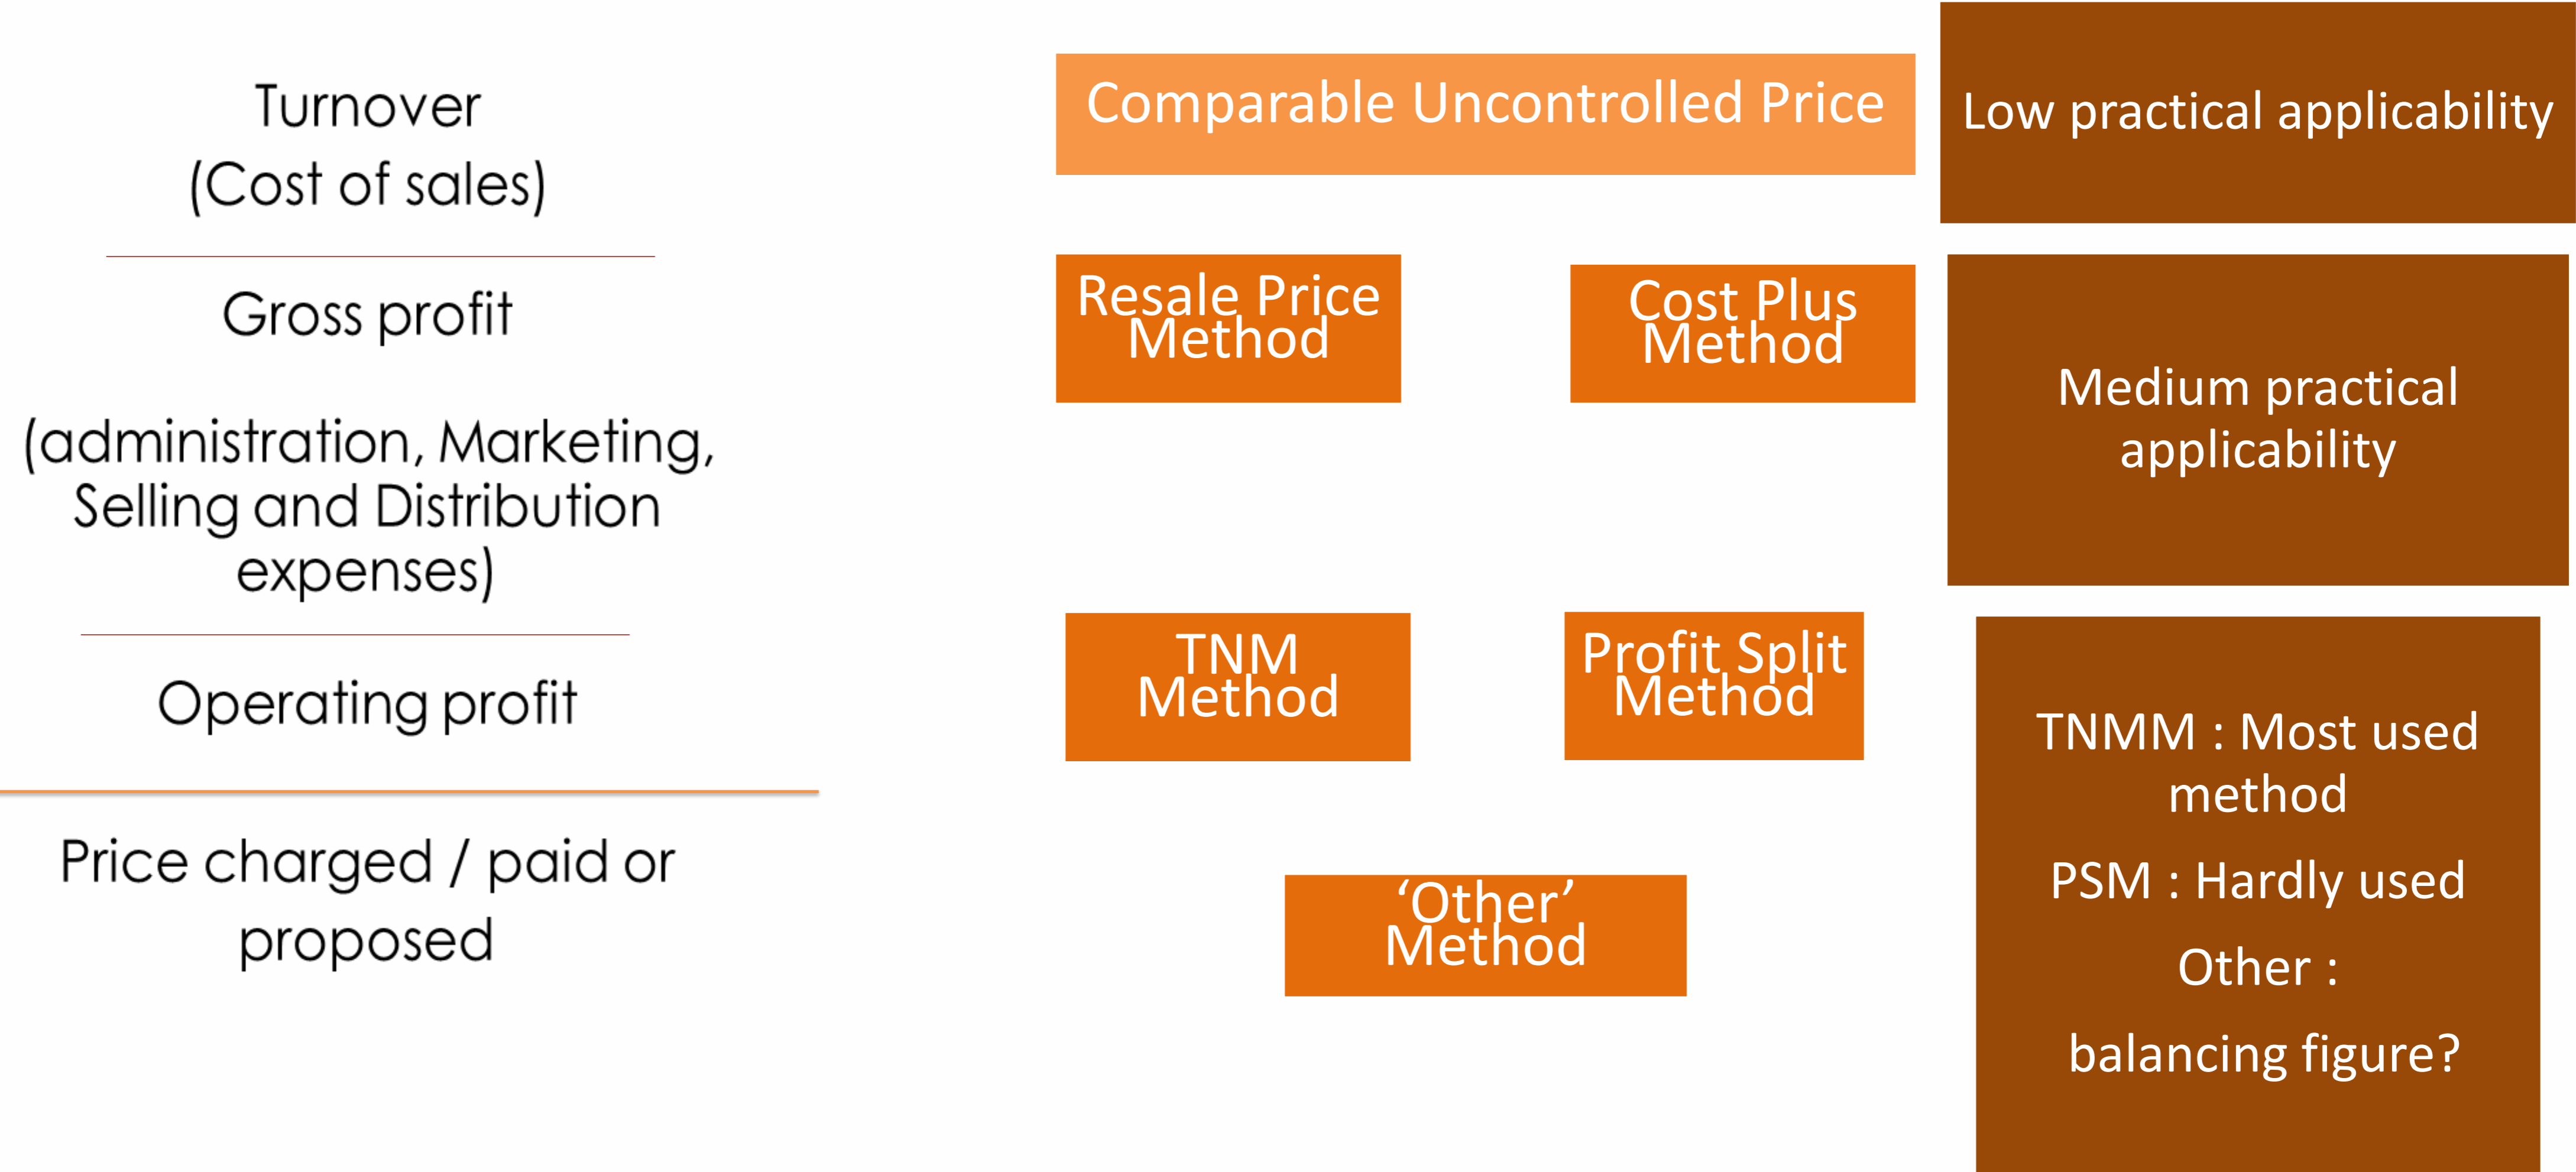 Turnover
(Cost of sales)
Comparable Uncontrolled Price
Low practical applicability
Gross profit
Resale Price
Method
Cost Plus
Method
(administration, Marketing,
Selling and Distribution
expenses)
Medium practical
applicability
Operating profit
TNM
Method
Profit Split
Method
Price charged / paid or
proposed
‘Other’
Method
TNMM : Most used
method
PSM : Hardly used
Other :
balancing figure?